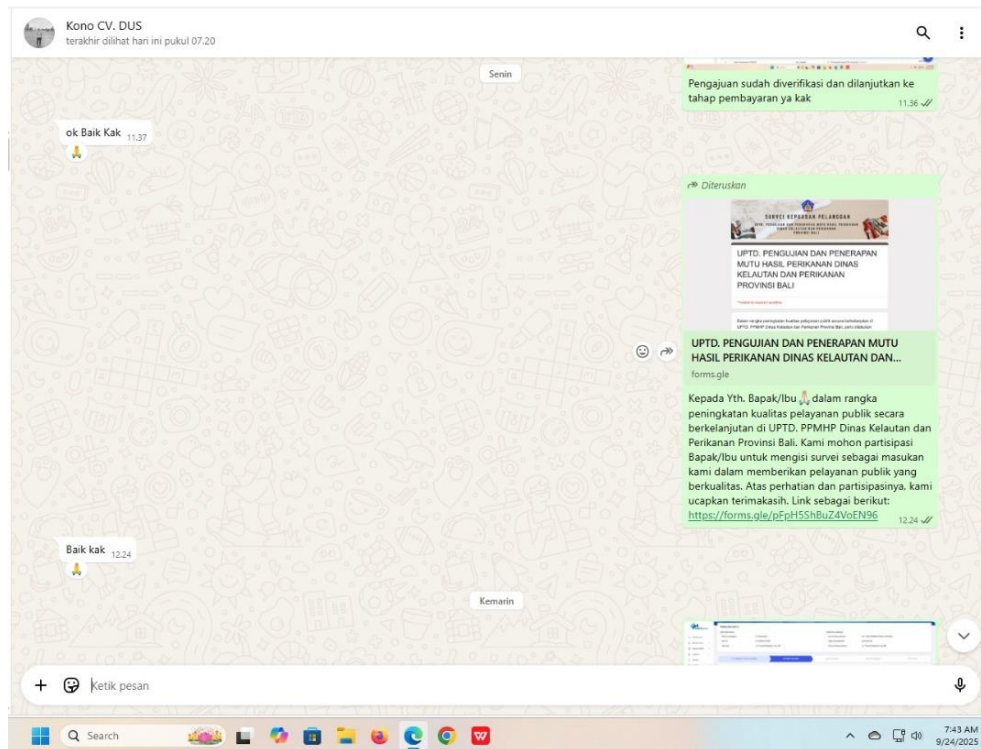 Kono CV. DUS
terakhir dilihat hari ini pukul 07.20
Senin
Pengajuan sudah diverifikasi dan dilanjutkan ke
tahap pembayaran ya kak
11.36
ok Baik Kak 11.37
Diteruskan
SURVEI KEPUASAN PELANGGAN
UPTD. PENGUJIAN DAN PENERAPAN
MUTU HASIL PERIKANAN DINAS
KELAUTAN DAN PERIKANAN
PROVINSI BALI
UPTD. PENGUJIAN DAN PENERAPAN MUTU
HASIL PERIKANAN DINAS KELAUTAN DAN...
forms.gle
Kepada Yth. Bapak/Ibu🙏 dalam rangka
peningkatan kualitas pelayanan publik secara
berkelanjutan di UPTD. PPMHP Dinas Kelautan dan
Perikanan Provinsi Bali. Kami mohon partisipasi
Bapak/Ibu untuk mengisi survei sebagai masukan
kami dalam memberikan pelayanan publik yang
berkualitas. Atas perhatian dan partisipasinya, kami
ucapkan terimakasih. Link sebagai berikut:
https://forms.gle/pFpH5ShBuZ4VoEN96
12.24
Baik kak 12.24
Kemarin
Ketik pesan
Search
7:43 AM
9/24/2025